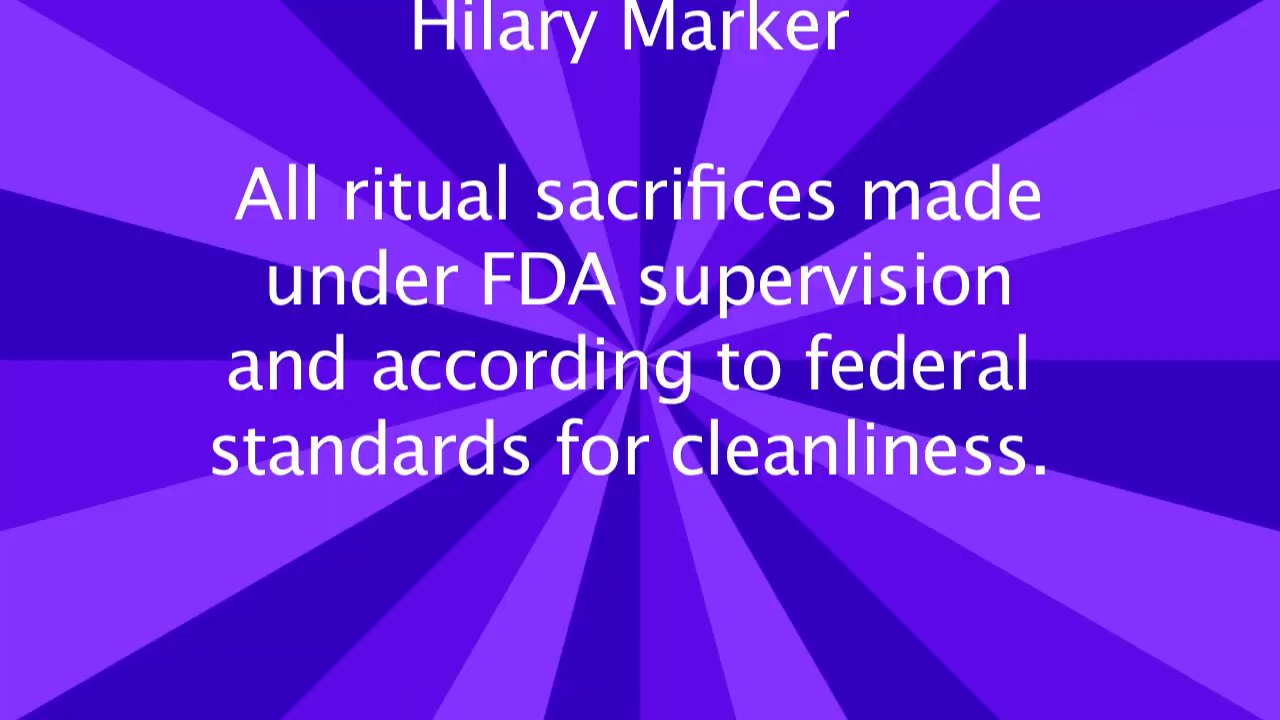 Hilary Marker
All ritual sacrifices made
under FDA supervision
and according to federal
standards for cleanliness.